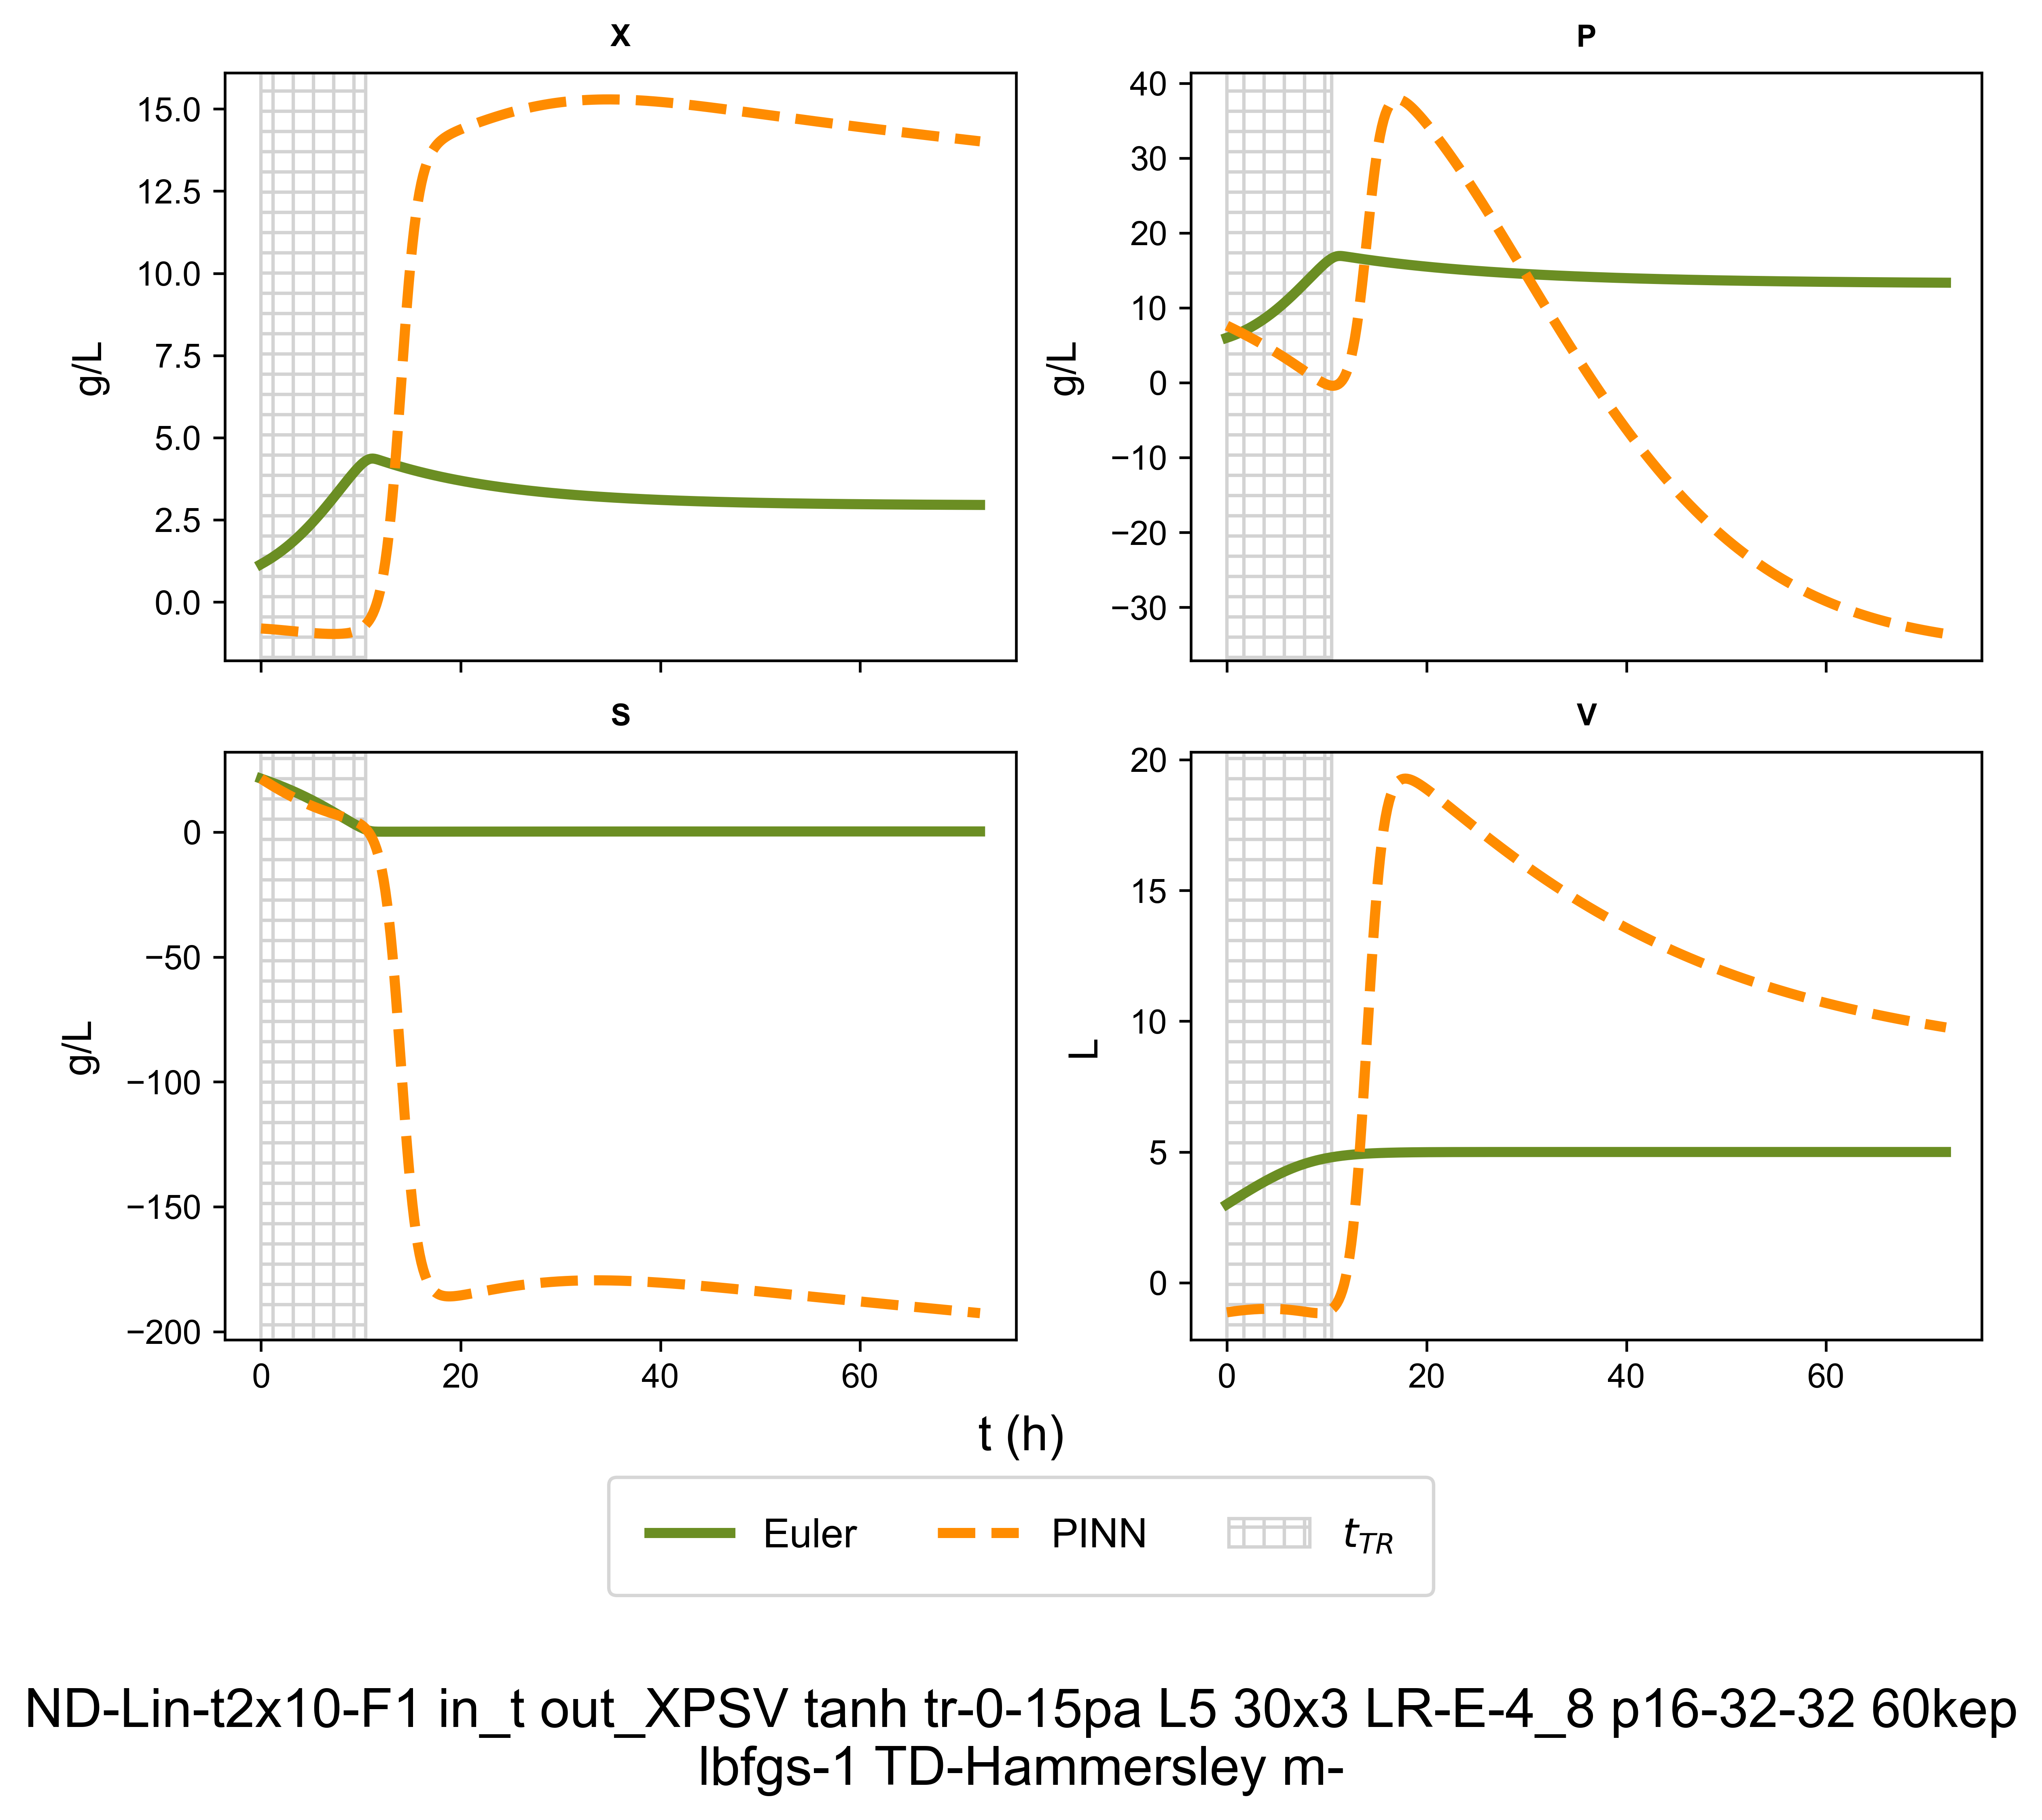 X
15.0
12.5
10.0
7.5
5.0
2.5
0.0
g/L
P
40
30
20
10
0
−10
−20
−30
g/L
S
0
−50
−100
−150
−200
g/L
0 20 40 60
V
20
15
10
5
0
L
0 20 40 60
t (h)
Euler PINN t_{TR}
ND-Lin-t2x10-F1 in_t out_XPSV tanh tr-0-15pa L5 30x3 LR-E-4_8 p16-32-32 60kep
lbfgs-1 TD-Hammersley m-